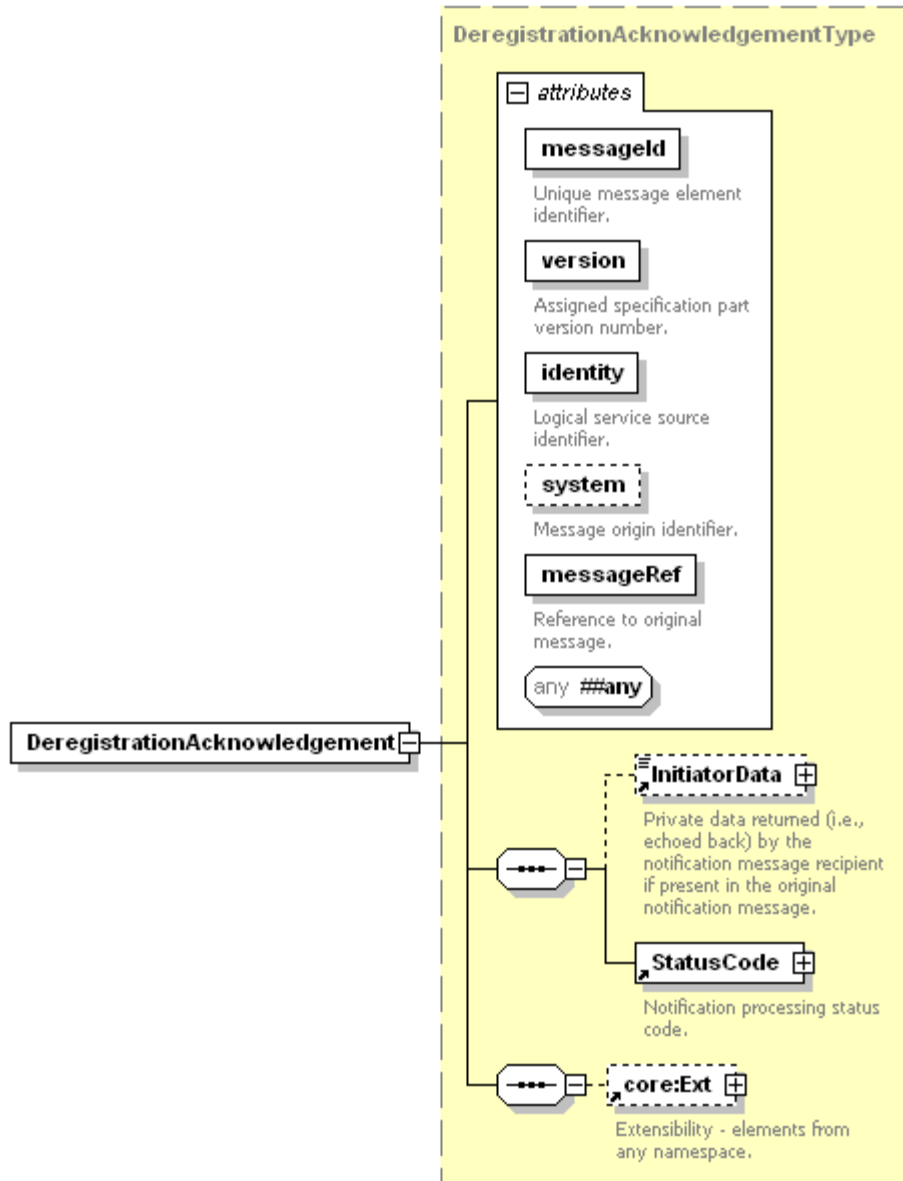 DeregistrationAcknowledgementType
attributes
messageId
Unique message element
identifier.
version
Assigned specification part
version number.
identity
Logical service source
identifier.
system
Message origin identifier.
messageRef
Reference to original
message.
any ##any
DeregistrationAcknowledgement
InitiatorData
Private data returned (i.e.,
echoed back) by the
notification message recipient
if present in the original
notification message.
StatusCode
Notification processing status
code.
core:Ext
Extensibility - elements from
any namespace.